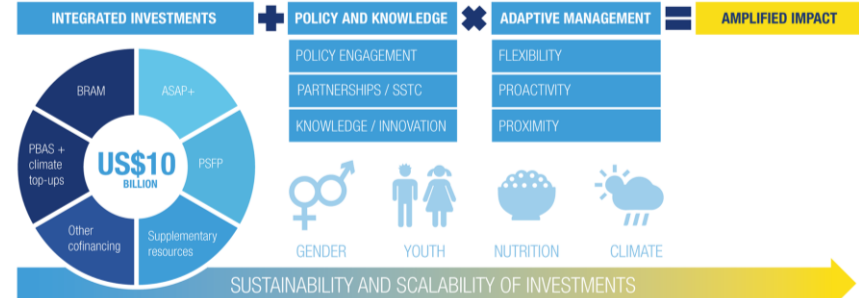 INTEGRATED INVESTMENTS
POLICY AND KNOWLEDGE
ADAPTIVE MANAGEMENT
AMPLIFIED IMPACT
POLICY ENGAGEMENT
PARTNERSHIPS / SSTC
KNOWLEDGE / INNOVATION
FLEXIBILITY
PROACTIVITY
PROXIMITY
BRAM
ASAP+
PBAS +
climate
top-ups
US$10
BILLION
PSFP
Other
cofinancing
Supplementary
resources
GENDER
YOUTH
NUTRITION
CLIMATE
SUSTAINABILITY AND SCALABILITY OF INVESTMENTS